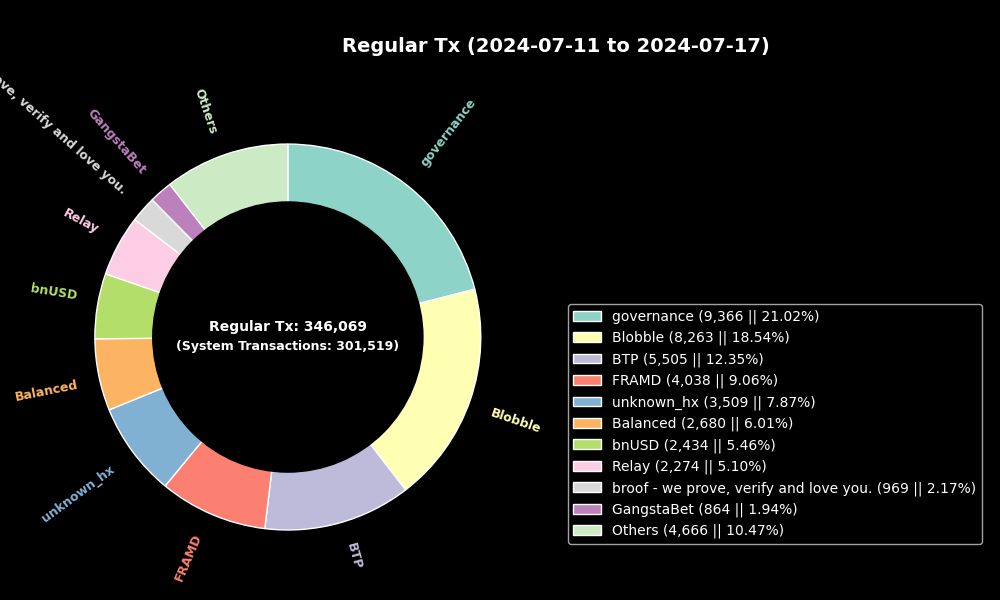 Regular Tx (2024-07-11 to 2024-07-17)
Others
governance
GangstaBet
verify and love you.
Relay
bnUSD
Balanced
unknown_hx
FRAMD
BTP
Blobble
Regular Tx: 346,069
(System Transactions: 301,519)
governance (9,366 || 21.02%)
Blobble (8,263 || 18.54%)
BTP (5,505 || 12.35%)
FRAMD (4,038 || 9.06%)
unknown_hx (3,509 || 7.87%)
Balanced (2,680 || 6.01%)
bnUSD (2,434 || 5.46%)
Relay (2,274 || 5.10%)
broof - we prove, verify and love you. (969 || 2.17%)
GangstaBet (864 || 1.94%)
Others (4,666 || 10.47%)